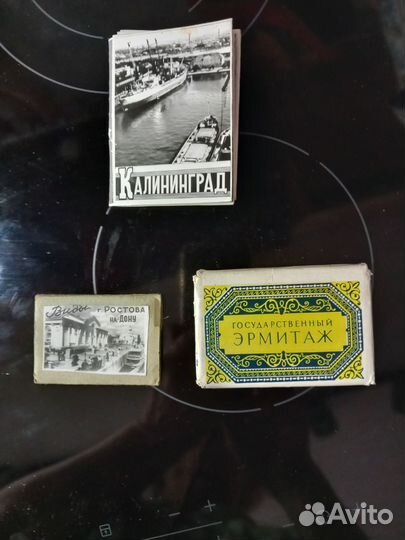 КАЛИНИНГРАД
Виды г. РОСТОВА
НА-ДОНУ
ГОСУДАРСТВЕННЫЙ
ЭРМИТАЖ
Avito